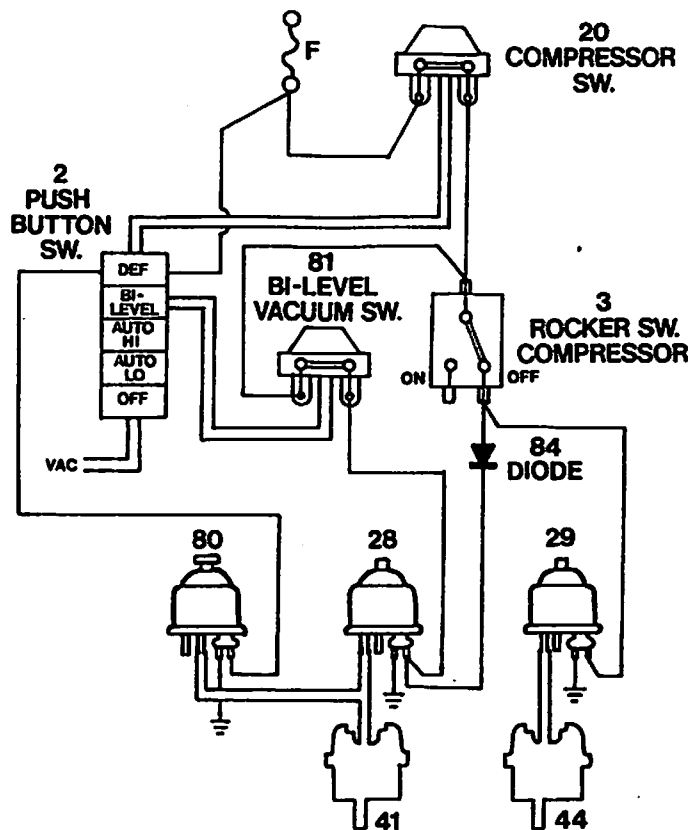 F
20
COMPRESSOR
SW.
2
PUSH
BUTTON
SW.
DEF
BI-
LEVEL
AUTO
HI
AUTO
LO
OFF
VAC
81
BI-LEVEL
VACUUM SW.
3
ROCKER SW.
COMPRESSOR
ON
OFF
84
DIODE
80
28
29
41
44